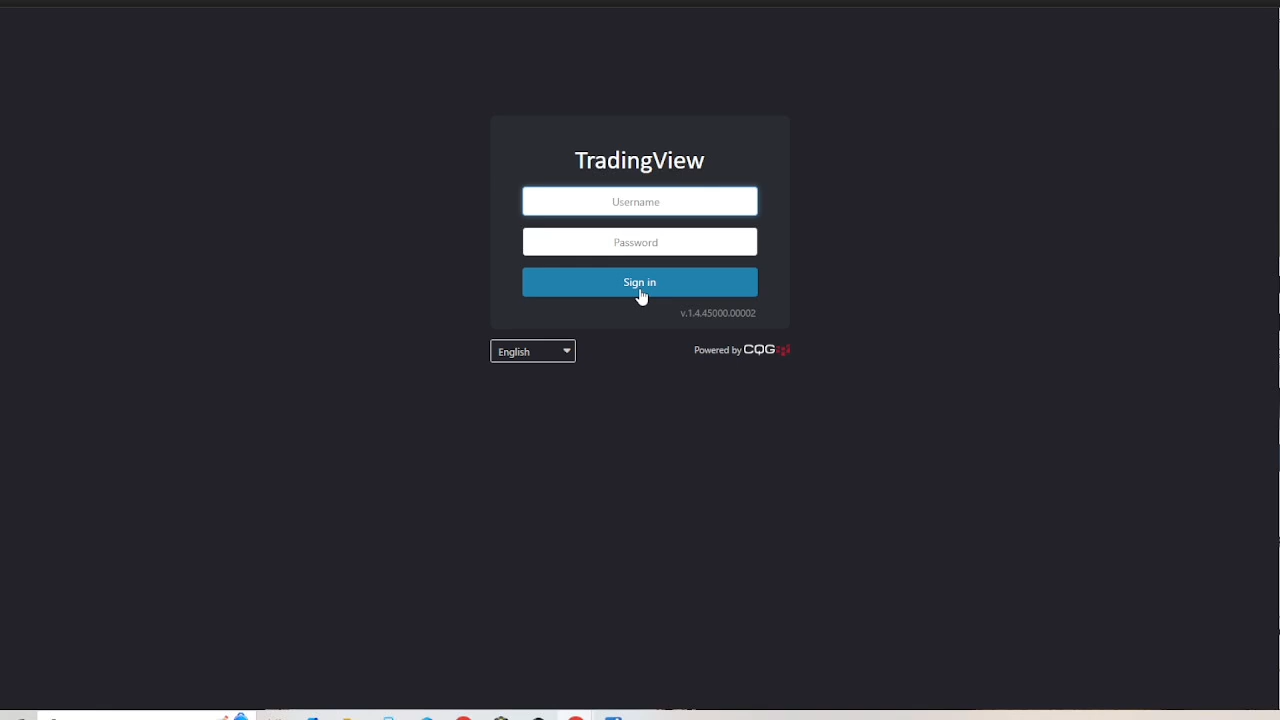 TradingView
Username
Password
Sign in
v.1.4.45000.00002
English
Powered by CQG